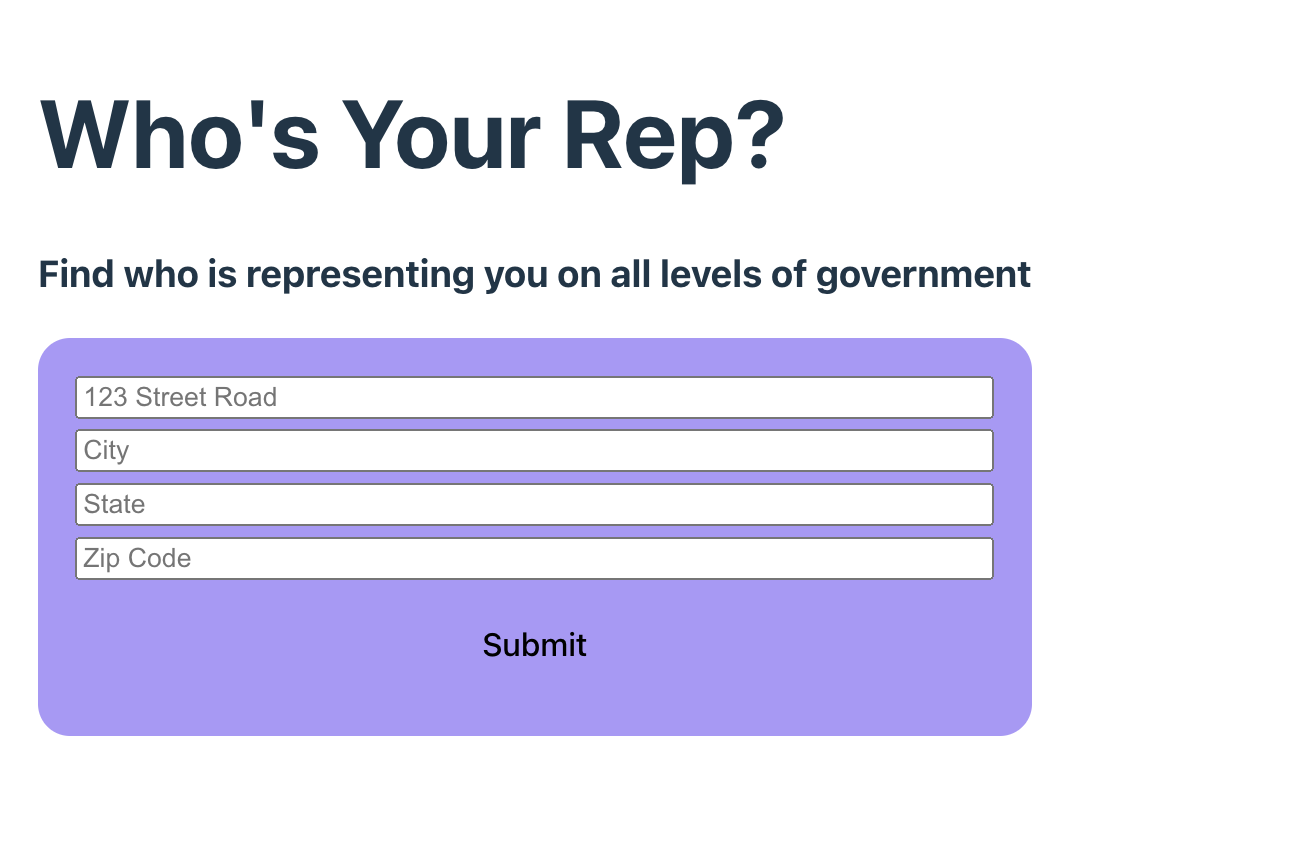 Who's Your Rep?
Find who is representing you on all levels of government
123 Street Road
City
State
Zip Code
Submit